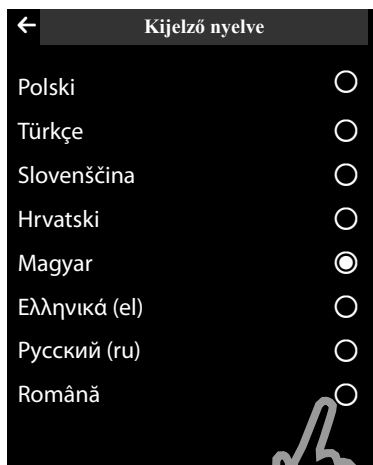 Kijelző nyelve
Polski
Türkçe
Slovenščina
Hrvatski
Magyar
Ελληνικά (el)
Русский (ru)
Română